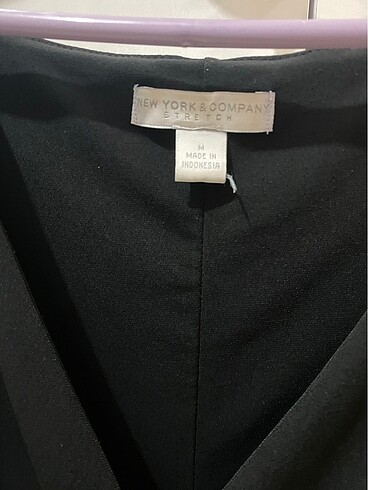 NEW YORK & COMPANY
STRETCH
M
MADE IN
INDONESIA